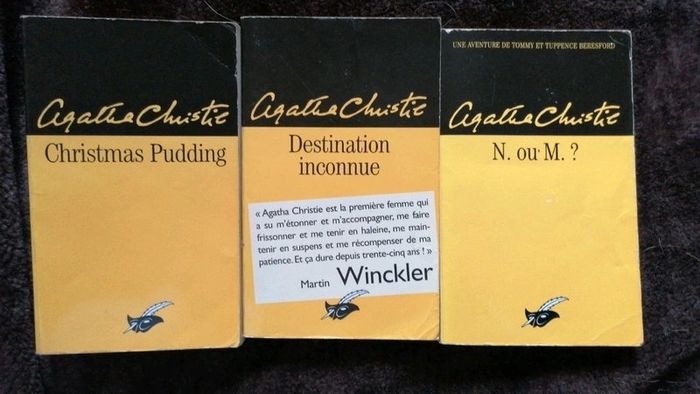 Agatha Christie
Christmas Pudding
Agatha Christie
Destination
inconnue
« Agatha Christie est la première femme qui
a su m'étonner et m'accompagner, me faire
frissonner et me tenir en haleine, me main-
tenir en suspens et me récompenser de ma
patience. Et ça dure depuis trente-cinq ans ! »
Martin Winckler
UNE AVENTURE DE TOMMY ET TUPPENCE BERESFORD
Agatha Christie
N. ou M. ?